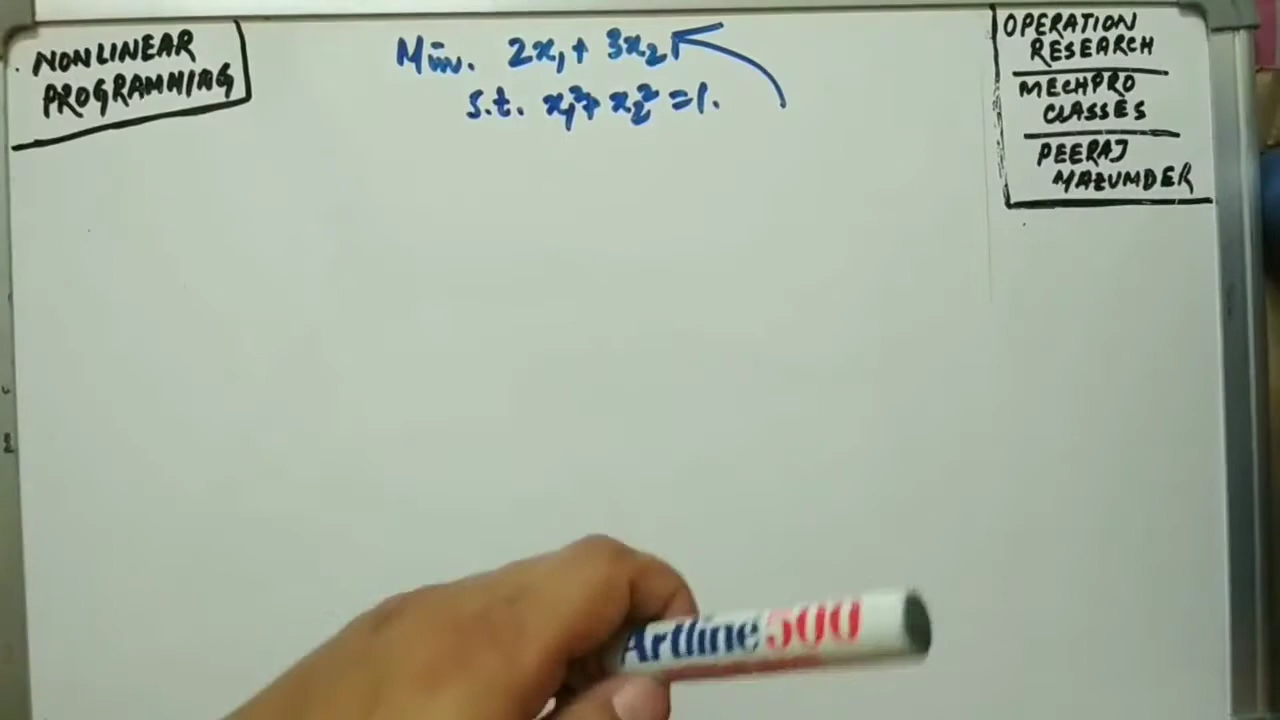 NONLINEAR
PROGRAMMING
Min. 2x₁ + 3x₂
s.t. x₁² + x₂² = 1.
OPERATION
RESEARCH
MECHPRO
CLASSES
PEERAJ
MAZUMDER
Artline 500